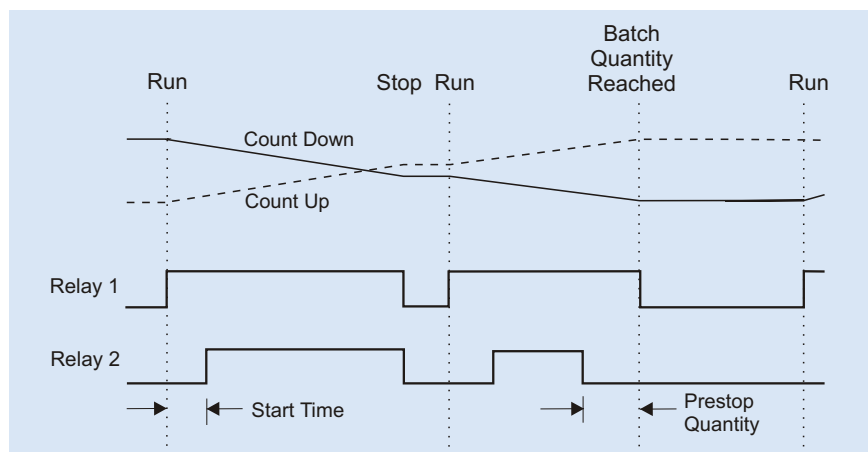 Batch
Quantity
Run Stop Run Reached Run
Count Down
Count Up
Relay 1
Relay 2
Start Time Prestop
Quantity